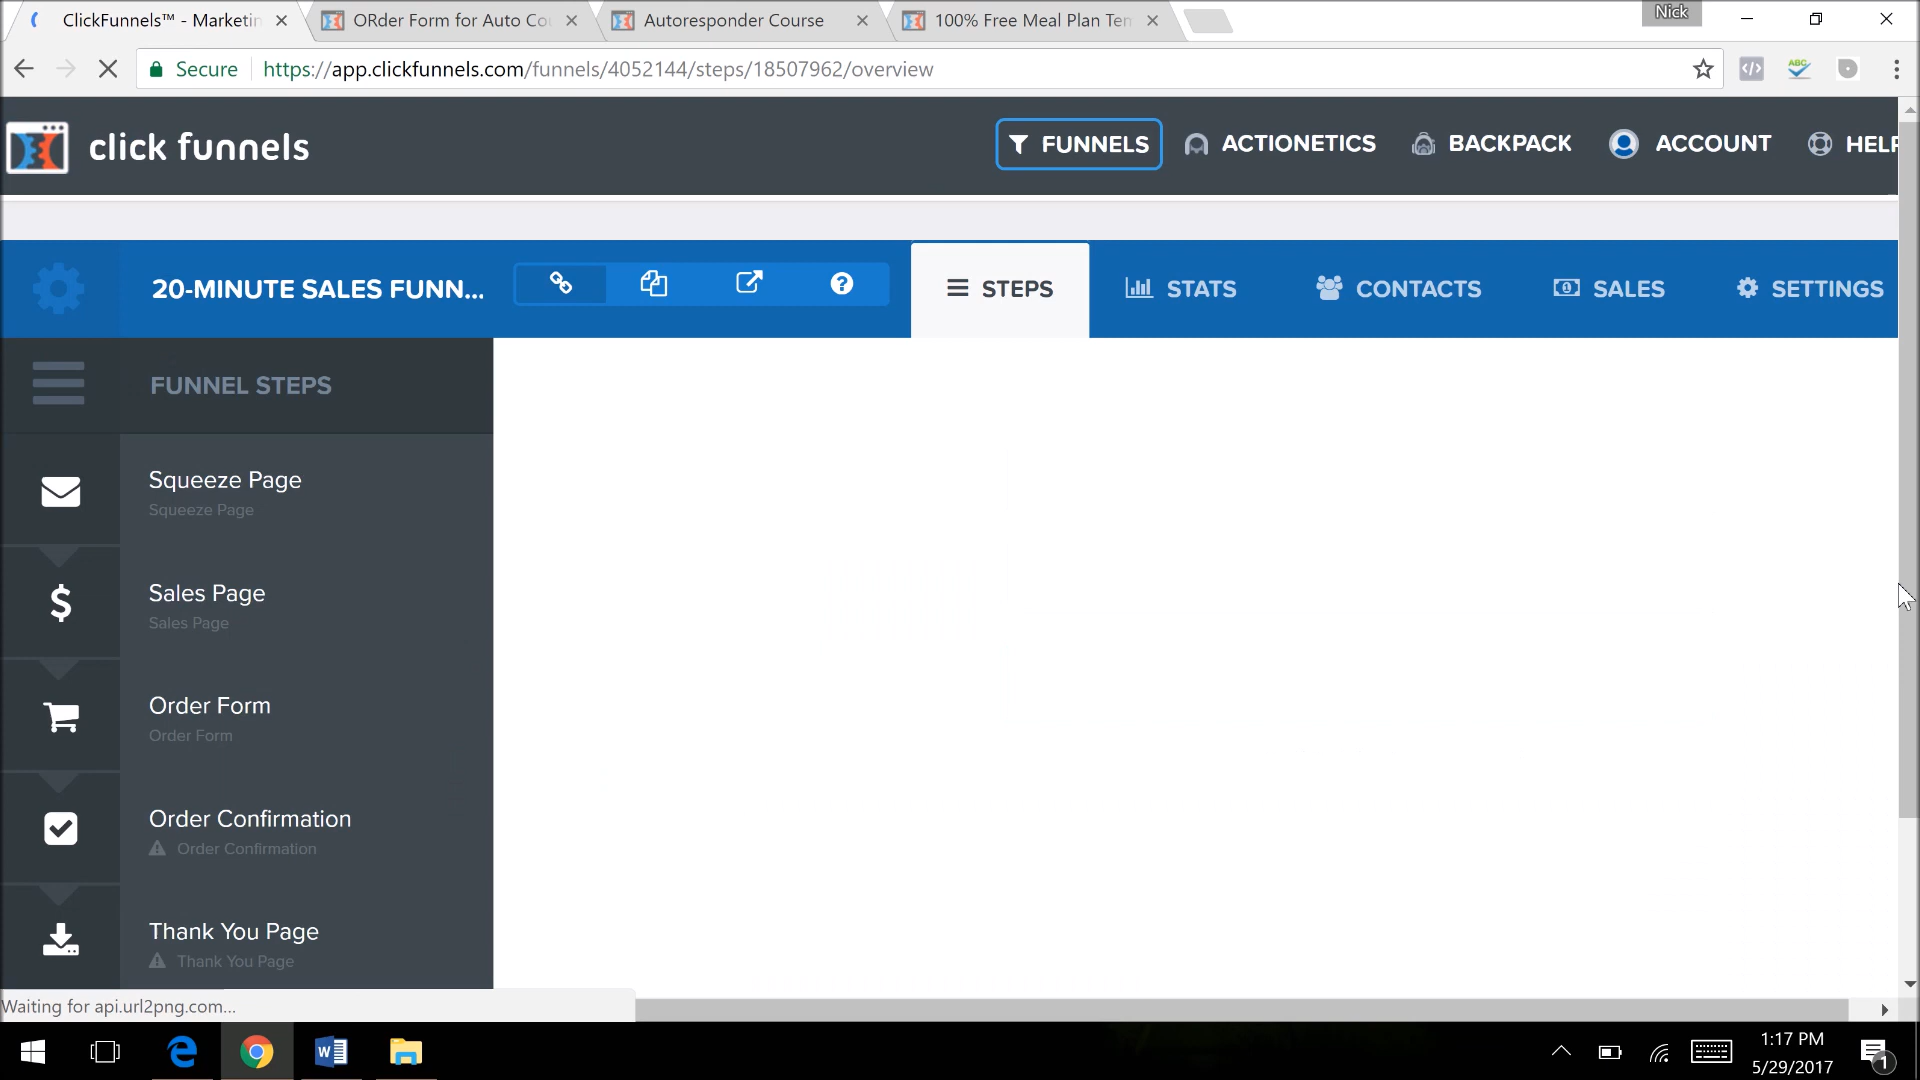 ClickFunnels™ - Marketin
ORder Form for Auto Co
Autoresponder Course
100% Free Meal Plan Tem
Nick
Secure
https://app.clickfunnels.com/funnels/4052144/steps/18507962/overview
ABC
click funnels
FUNNELS
ACTIONETICS
BACKPACK
ACCOUNT
HELP
20-MINUTE SALES FUNN...
STEPS
STATS
CONTACTS
SALES
SETTINGS
FUNNEL STEPS
Squeeze Page
Squeeze Page
Sales Page
Sales Page
Order Form
Order Form
Order Confirmation
Order Confirmation
Thank You Page
Thank You Page
Waiting for api.url2png.com...
1:17 PM
5/29/2017
1